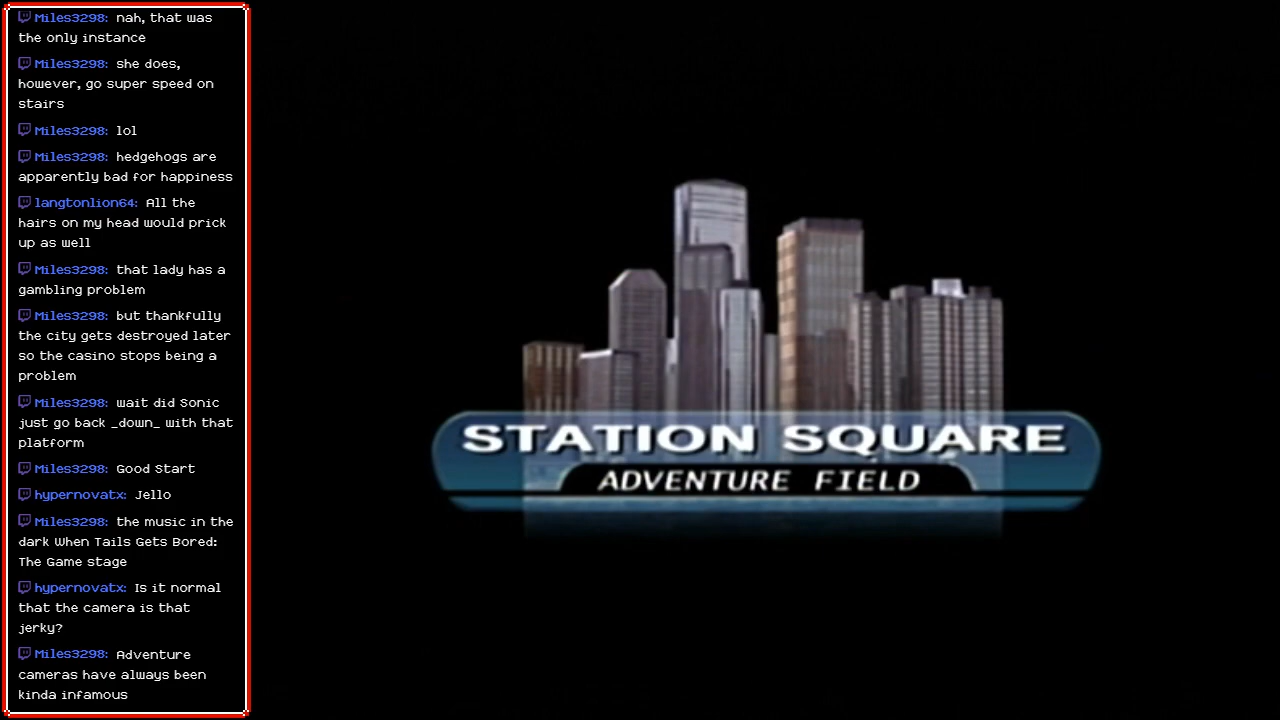 Miles3298: nah, that was
the only instance
Miles3298: she does,
however, go super speed on
stairs
Miles3298: lol
Miles3298: hedgehogs are
apparently bad for happiness
langtonlion64: All the
hairs on my head would prick
up as well
Miles3298: that lady has a
gambling problem
Miles3298: but thankfully
the city gets destroyed later
so the casino stops being a
problem
Miles3298: wait did Sonic
just go back _down_ with that
platform
Miles3298: Good Start
hypernovatx: Jello
Miles3298: the music in the
dark When Tails Gets Bored:
The Game stage
hypernovatx: Is it normal
that the camera is that
jerky?
Miles3298: Adventure
cameras have always been
kinda infamous
STATION SQUARE
ADVENTURE FIELD